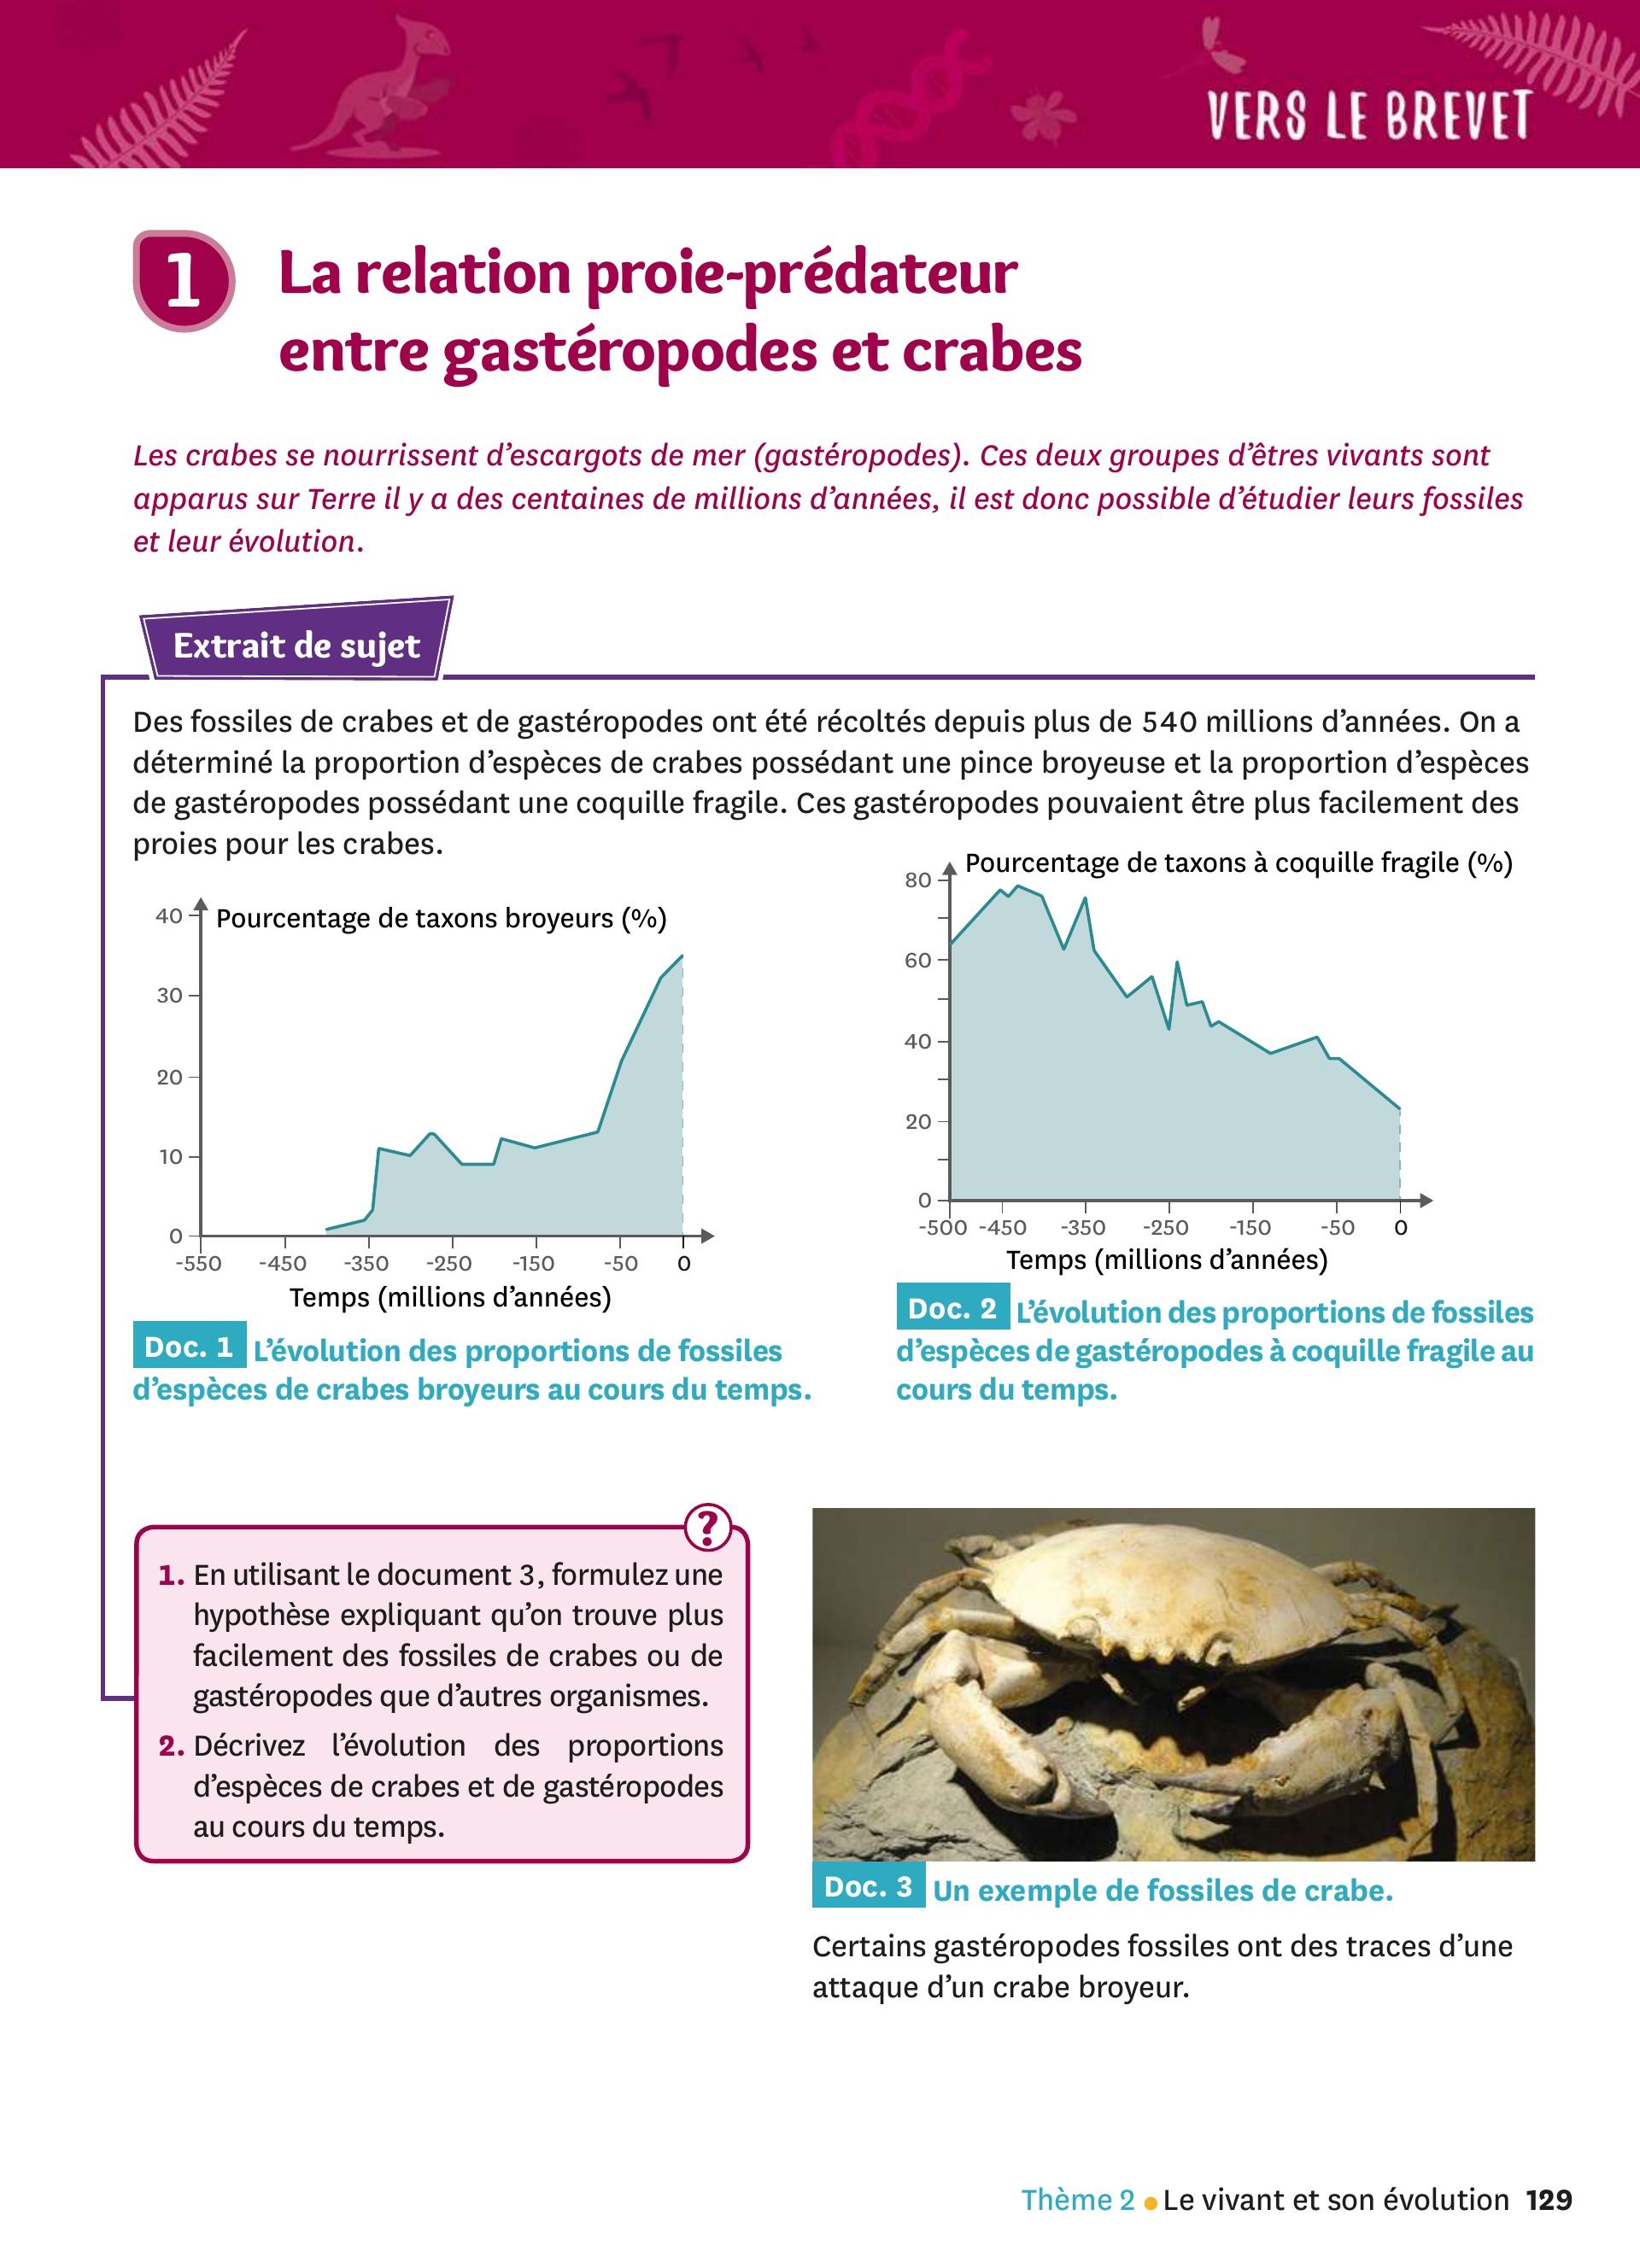 VERS LE BREVET
1
La relation proie-prédateur
entre gastéropodes et crabes
Les crabes se nourrissent d’escargots de mer (gastéropodes). Ces deux groupes d’êtres vivants sont
apparus sur Terre il y a des centaines de millions d’années, il est donc possible d’étudier leurs fossiles
et leur évolution.
Extrait de sujet
Des fossiles de crabes et de gastéropodes ont été récoltés depuis plus de 540 millions d’années. On a
déterminé la proportion d’espèces de crabes possédant une pince broyeuse et la proportion d’espèces
de gastéropodes possédant une coquille fragile. Ces gastéropodes pouvaient être plus facilement des
proies pour les crabes.
Pourcentage de taxons broyeurs (%)
40
30
20
10
0
-550 -450 -350 -250 -150 -50 0
Temps (millions d’années)
Doc. 1 L’évolution des proportions de fossiles
d’espèces de crabes broyeurs au cours du temps.
Pourcentage de taxons à coquille fragile (%)
80
60
40
20
0
-500 -450 -350 -250 -150 -50 0
Temps (millions d’années)
Doc. 2 L’évolution des proportions de fossiles
d’espèces de gastéropodes à coquille fragile au
cours du temps.
?
1. En utilisant le document 3, formulez une
hypothèse expliquant qu’on trouve plus
facilement des fossiles de crabes ou de
gastéropodes que d’autres organismes.
2. Décrivez l’évolution des proportions
d’espèces de crabes et de gastéropodes
au cours du temps.
Doc. 3 Un exemple de fossiles de crabe.
Certains gastéropodes fossiles ont des traces d’une
attaque d’un crabe broyeur.
Thème 2 ● Le vivant et son évolution 129